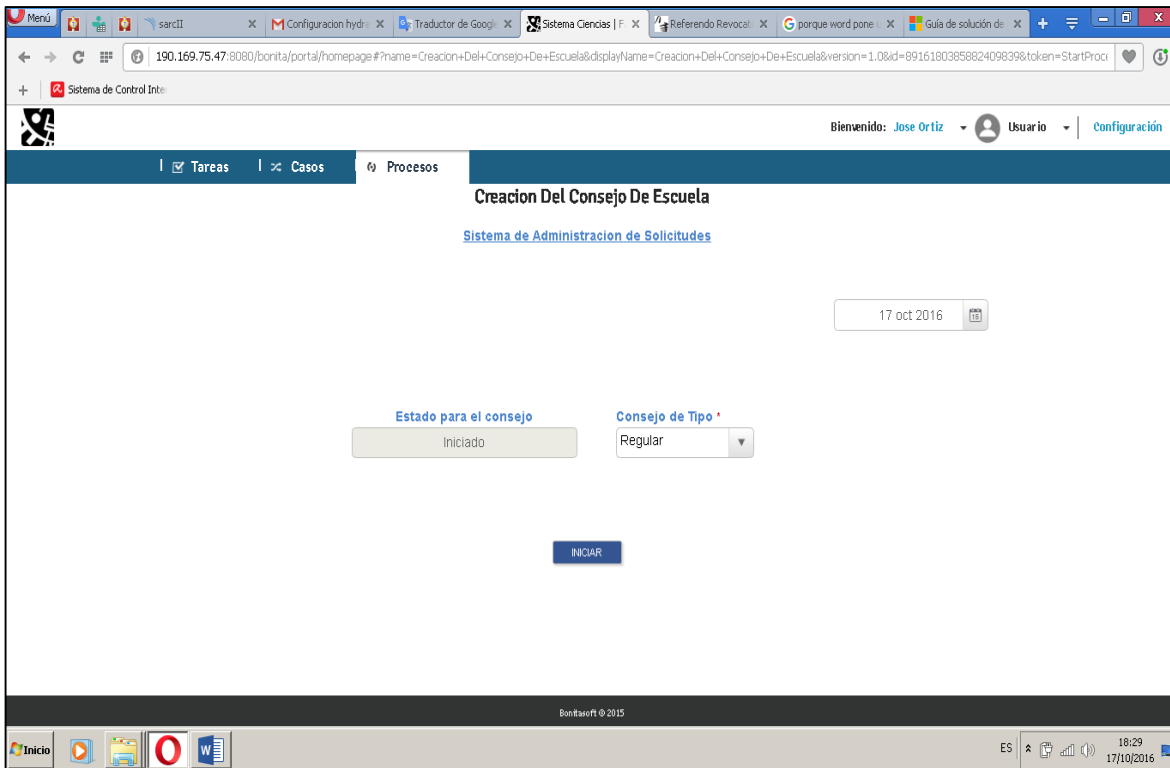 Menú sarcII Configuracion hydr Traductor de Googl Sistema Ciencias | F Referendo Revocat porque word pone Guía de solución de
190.169.75.47:8080/bonita/portal/homepage#?name=Creacion+Del+Consejo+De+Escuela&displayName=Creacion+Del+Consejo+De+Escuela&version=1.0&id=8916180385882409839&token=StartProc
Sistema de Control Inte
Bienvenido: Jose Ortiz Usuario Configuración
Tareas Casos Procesos
Creacion Del Consejo De Escuela
Sistema de Administracion de Solicitudes
17 oct 2016
Estado para el consejo Consejo de Tipo *
Iniciado Regular
INICIAR
Bonitasoft © 2015
Inicio ES 18:29
17/10/2016